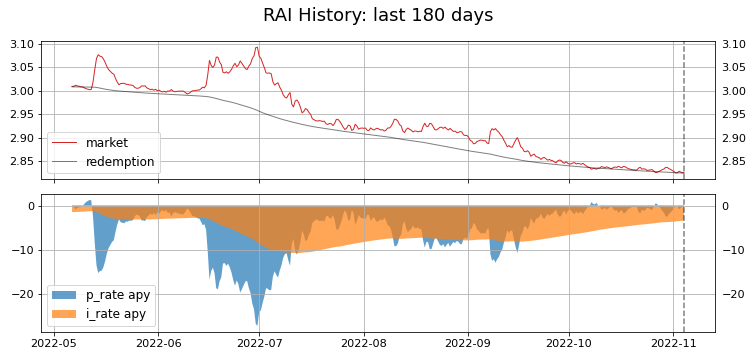 RAI History: last 180 days
3.10 3.10
3.05 3.05
3.00 3.00
2.95 2.95
2.90 2.90
2.85 2.85
market
redemption
0 0
−10 −10
−20 −20
p_rate apy
i_rate apy
2022-05 2022-06 2022-07 2022-08 2022-09 2022-10 2022-11